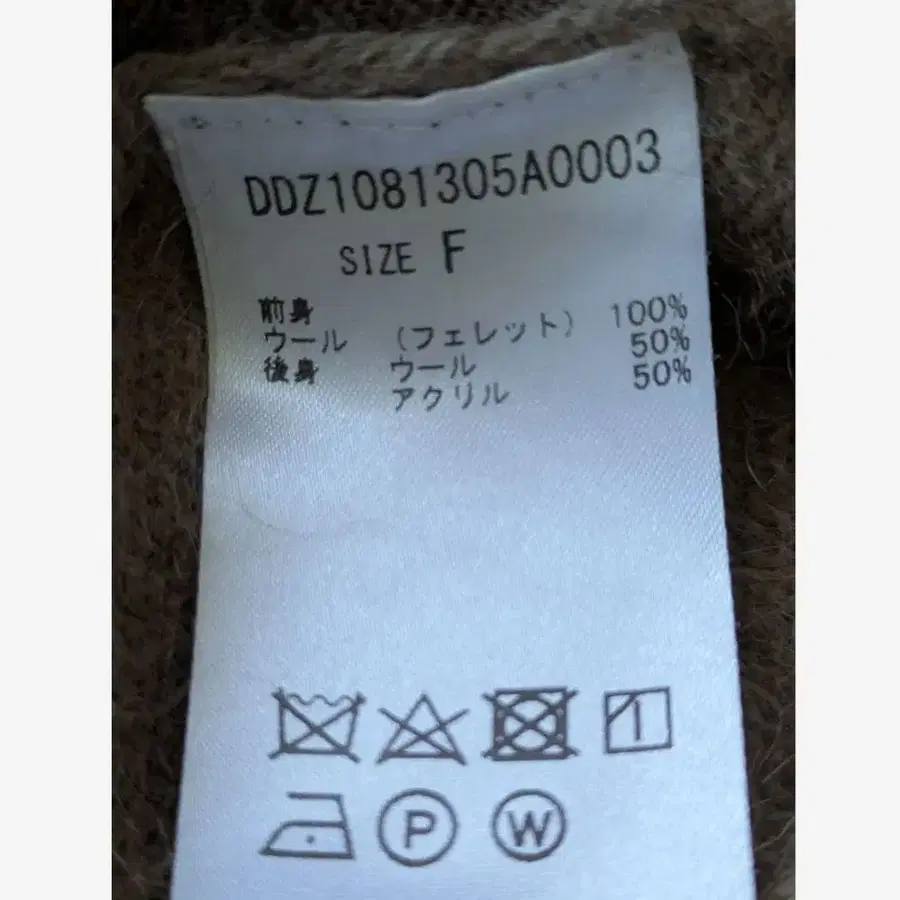 DDZ1081305A0003
SIZE F
前身
ウール (フェレット) 100%
後身 ウール 50%
アクリル 50%
P W